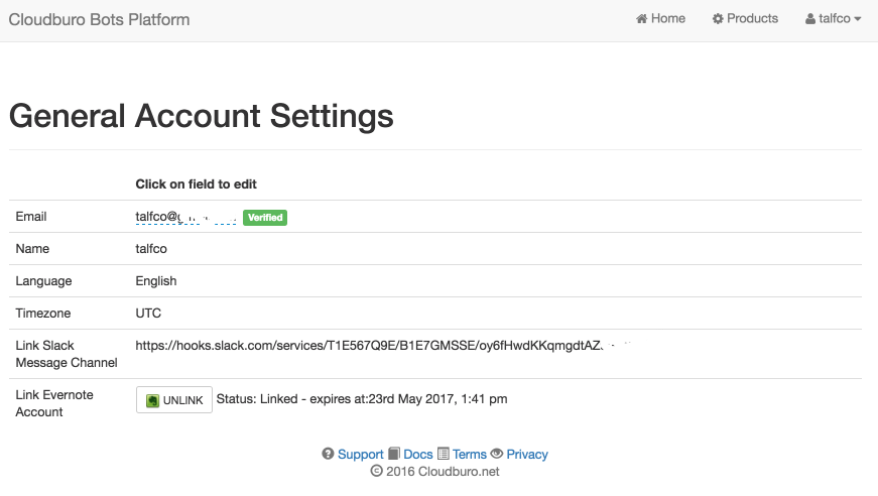 Cloudburo Bots Platform Home Products talfco
General Account Settings
Click on field to edit
Email talfco@ Verified
Name talfco
Language English
Timezone UTC
Link Slack https://hooks.slack.com/services/T1E567Q9E/B1E7GMSSE/oy6fHwdKKqmgdtAZ
Message Channel
Link Evernote UNLINK Status: Linked - expires at:23rd May 2017, 1:41 pm
Account
Support Docs Terms Privacy
© 2016 Cloudburo.net